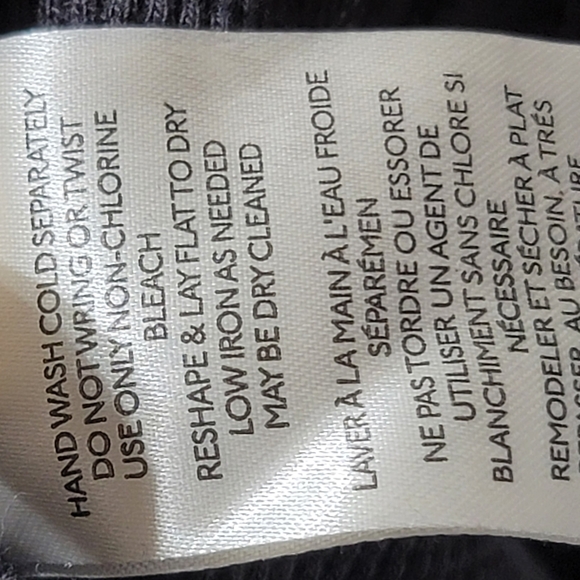 HAND WASH COLD SEPARATELY
DO NOT WRING OR TWIST
USE ONLY NON-CHLORINE
BLEACH
RESHAPE & LAY FLAT TO DRY
LOW IRON AS NEEDED
MAY BE DRY CLEANED
LAVER À LA MAIN À L'EAU FROIDE
SÉPARÉMEN
NE PAS TORDRE OU ESSORER
UTILISER UN AGENT DE
BLANCHIMENT SANS CHLORE SI
NÉCESSAIRE
REMODELER ET SÉCHER À PLAT
AU BESOIN, À TRÉS